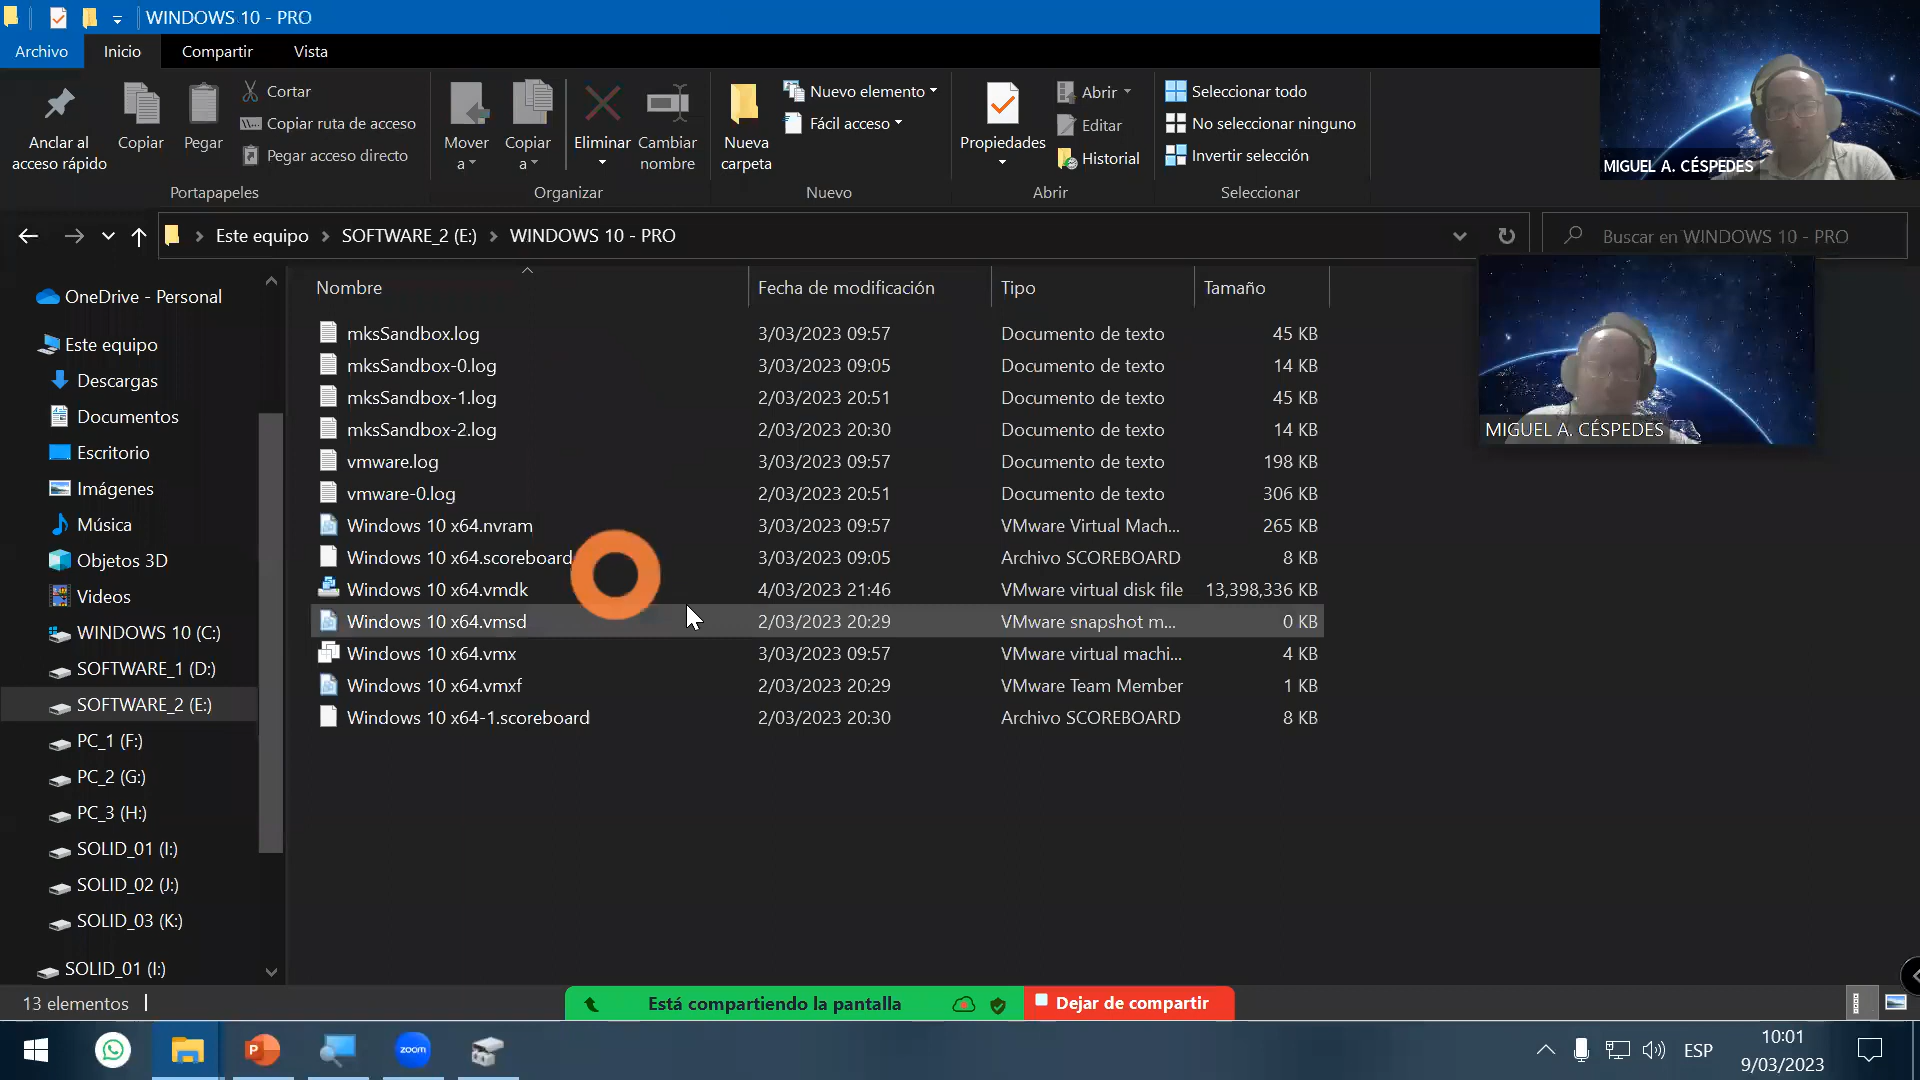 WINDOWS 10 - PRO
Archivo Inicio Compartir Vista
Anclar al acceso rápido
Copiar
Pegar
Cortar
Copiar ruta de acceso
Pegar acceso directo
Portapapeles
Mover a
Copiar a
Eliminar
Cambiar nombre
Organizar
Nueva carpeta
Nuevo elemento
Fácil acceso
Nuevo
Propiedades
Abrir
Editar
Historial
Abrir
Seleccionar todo
No seleccionar ninguno
Invertir selección
Seleccionar
MIGUEL A. CÉSPEDES
Este equipo > SOFTWARE_2 (E:) > WINDOWS 10 - PRO
Buscar en WINDOWS 10 - PRO
OneDrive - Personal
Este equipo
Descargas
Documentos
Escritorio
Imágenes
Música
Objetos 3D
Videos
WINDOWS 10 (C:)
SOFTWARE_1 (D:)
SOFTWARE_2 (E:)
PC_1 (F:)
PC_2 (G:)
PC_3 (H:)
SOLID_01 (I:)
SOLID_02 (J:)
SOLID_03 (K:)
SOLID_01 (I:)
Nombre Fecha de modificación Tipo Tamaño
mksSandbox.log 3/03/2023 09:57 Documento de texto 45 KB
mksSandbox-0.log 3/03/2023 09:05 Documento de texto 14 KB
mksSandbox-1.log 2/03/2023 20:51 Documento de texto 45 KB
mksSandbox-2.log 2/03/2023 20:30 Documento de texto 14 KB
vmware.log 3/03/2023 09:57 Documento de texto 198 KB
vmware-0.log 2/03/2023 20:51 Documento de texto 306 KB
Windows 10 x64.nvram 3/03/2023 09:57 VMware Virtual Mach... 265 KB
Windows 10 x64.scoreboard 3/03/2023 09:05 Archivo SCOREBOARD 8 KB
Windows 10 x64.vmdk 4/03/2023 21:46 VMware virtual disk file 13,398,336 KB
Windows 10 x64.vmsd 2/03/2023 20:29 VMware snapshot m... 0 KB
Windows 10 x64.vmx 3/03/2023 09:57 VMware virtual machi... 4 KB
Windows 10 x64.vmxf 2/03/2023 20:29 VMware Team Member 1 KB
Windows 10 x64-1.scoreboard 2/03/2023 20:30 Archivo SCOREBOARD 8 KB
MIGUEL A. CÉSPEDES
13 elementos
Está compartiendo la pantalla
Dejar de compartir
zoom
ESP
10:01
9/03/2023